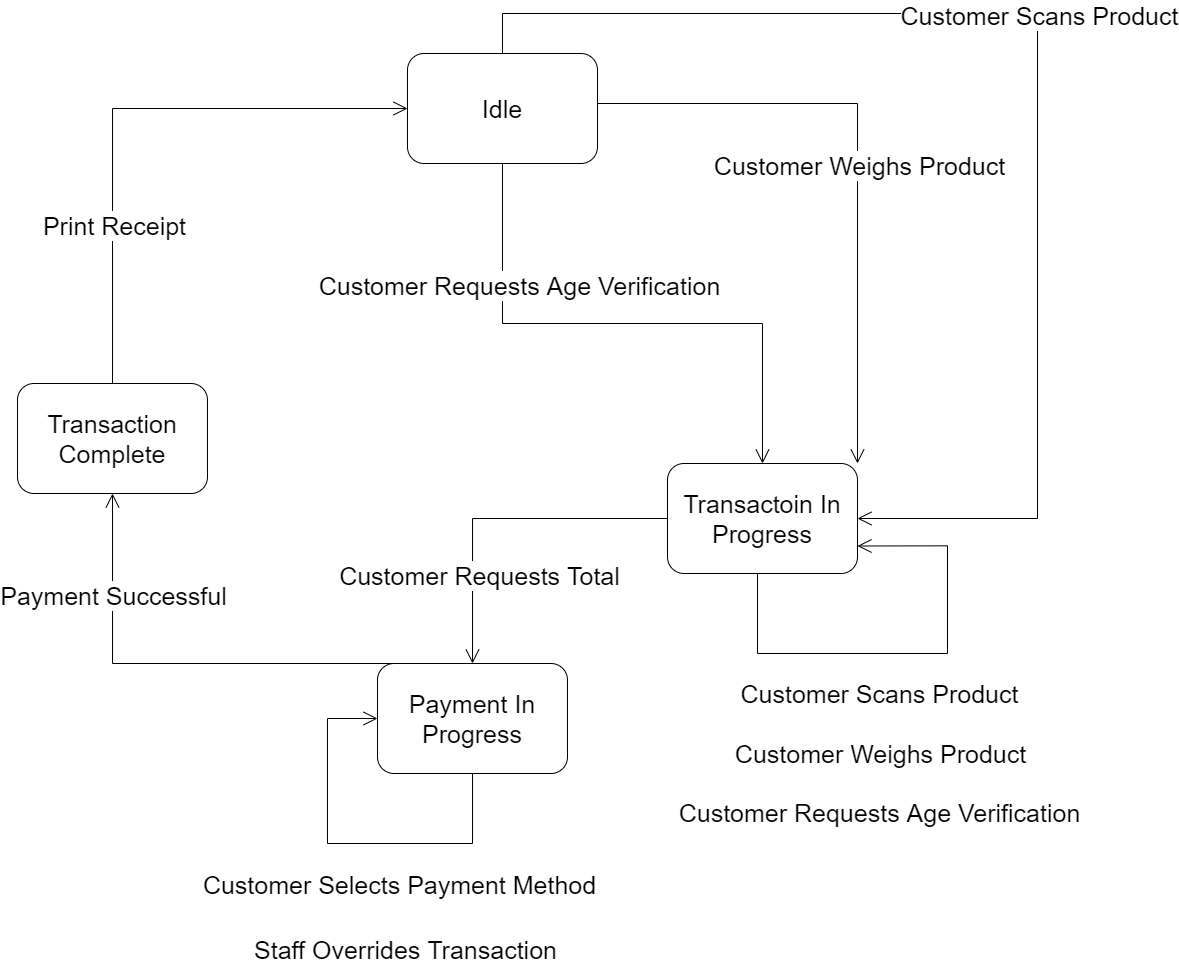 Customer Scans Product
Idle
Customer Weighs Product
Print Receipt
Customer Requests Age Verification
Transaction
Complete
Transactoin In
Progress
Customer Requests Total
Payment Successful
Payment In
Progress
Customer Scans Product
Customer Weighs Product
Customer Requests Age Verification
Customer Selects Payment Method
Staff Overrides Transaction